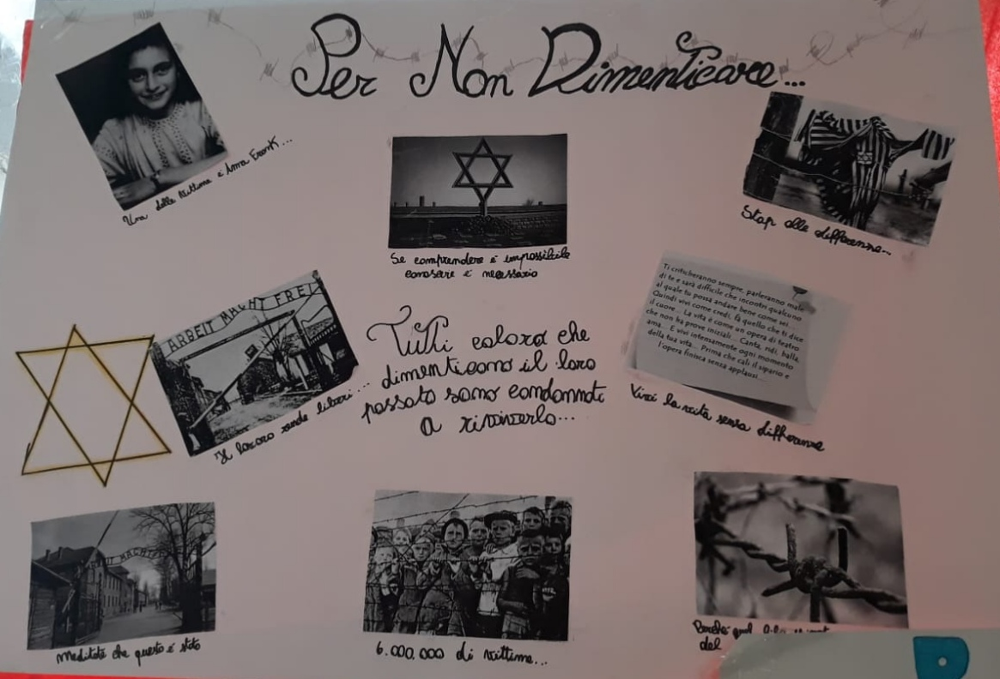 Per Non Dimenticare...
Una delle vittime è Anna Frank...
Se comprendere è impossibile
conoscere è necessario
Stop alle differenze...
ARBEIT MACHT FREI
Il lavoro rende liberi...
Tutti coloro che
dimenticano il loro
passato sono condannati
a riviverlo...
Ti criticheranno sempre, parleranno male
di te e sarà difficile che incontri qualcuno
al quale tu possa andare bene come sei...
Quindi vivi come credi, fa quello che ti dice
il cuore... La vita è come un opera di teatro
che non ha prove iniziali... Canta, ridi, balla,
ama... E vivi intensamente ogni momento
della tua vita... Prima che cali il sipario e
l'opera finisca senza applausi...
Vivi la vita senza differenze
MACHT
Meditate che questo è stato
6.000.000 di vittime...
del